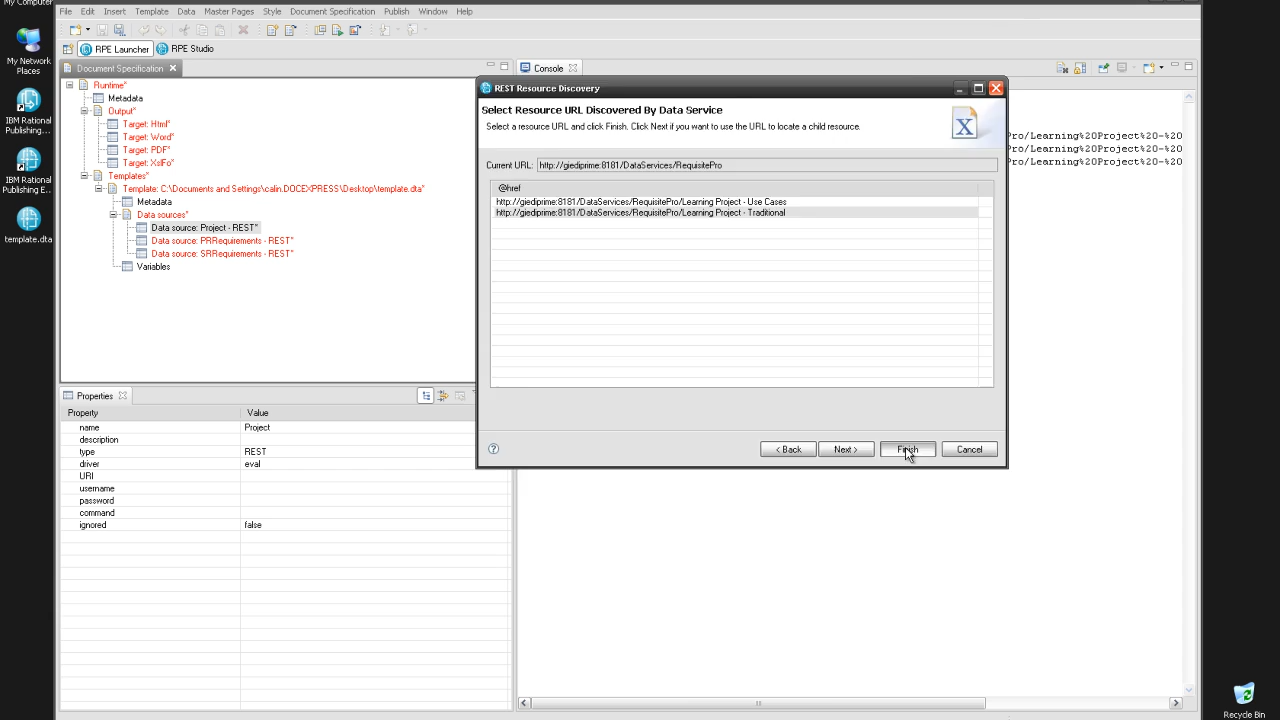 My Computer
File Edit Insert Template Data Master Pages Style Document Specification Publish Window Help
My Network
Places
RPE Launcher RPE Studio
Document Specification
Console
Runtime*
Metadata
Output*
Target: Html*
Target: Word*
Target: PDF*
Target: XslFo*
Templates*
Template: C:\Documents and Settings\calin.DOCEXPRESS\Desktop\template.dta*
Metadata
Data sources*
Data source: Project - REST*
Data source: PRRequirements - REST*
Data source: SRRequirements - REST*
Variables
IBM Rational
Publishing...
IBM Rational
Publishing E...
template.dta
REST Resource Discovery
Select Resource URL Discovered By Data Service
Select a resource URL and click Finish. Click Next if you want to use the URL to locate a child resource.
Current URL: http://giediprime:8181/DataServices/RequisitePro
@href
http://giediprime:8181/DataServices/RequisitePro/Learning Project - Use Cases
http://giediprime:8181/DataServices/RequisitePro/Learning Project - Traditional
< Back Next > Finish Cancel
Pro/Learning%20Project%20-%20
Pro/Learning%20Project%20-%20
Pro/Learning%20Project%20-%20
Properties
Property Value
name Project
description
type REST
driver eval
URI
username
password
command
ignored false
Recycle Bin